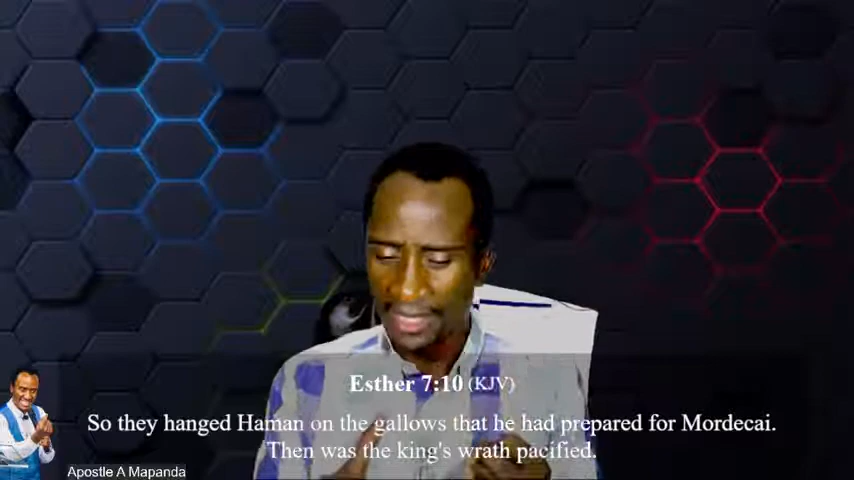 Esther 7:10 (KJV)
So they hanged Haman on the gallows that he had prepared for Mordecai.
Then was the king's wrath pacified.
Apostle A Mapanda